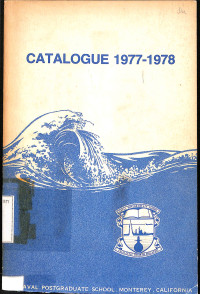 CATALOGUE 1977-1978
NAVAL POSTGRADUATE SCHOOL, MONTEREY, CALIFORNIA